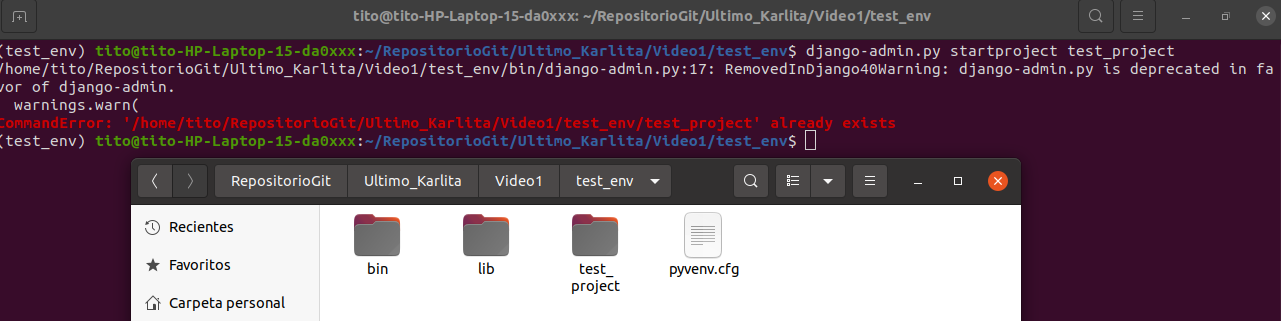 tito@tito-HP-Laptop-15-da0xxx: ~/RepositorioGit/Ultimo_Karlita/Video1/test_env
(test_env) tito@tito-HP-Laptop-15-da0xxx:~/RepositorioGit/Ultimo_Karlita/Video1/test_env$ django-admin.py startproject test_project
/home/tito/RepositorioGit/Ultimo_Karlita/Video1/test_env/bin/django-admin.py:17: RemovedInDjango40Warning: django-admin.py is deprecated in fa
vor of django-admin.
  warnings.warn(
CommandError: '/home/tito/RepositorioGit/Ultimo_Karlita/Video1/test_env/test_project' already exists
(test_env) tito@tito-HP-Laptop-15-da0xxx:~/RepositorioGit/Ultimo_Karlita/Video1/test_env$
RepositorioGit Ultimo_Karlita Video1 test_env
Recientes
Favoritos
Carpeta personal
bin lib test_ pyvenv.cfg
project